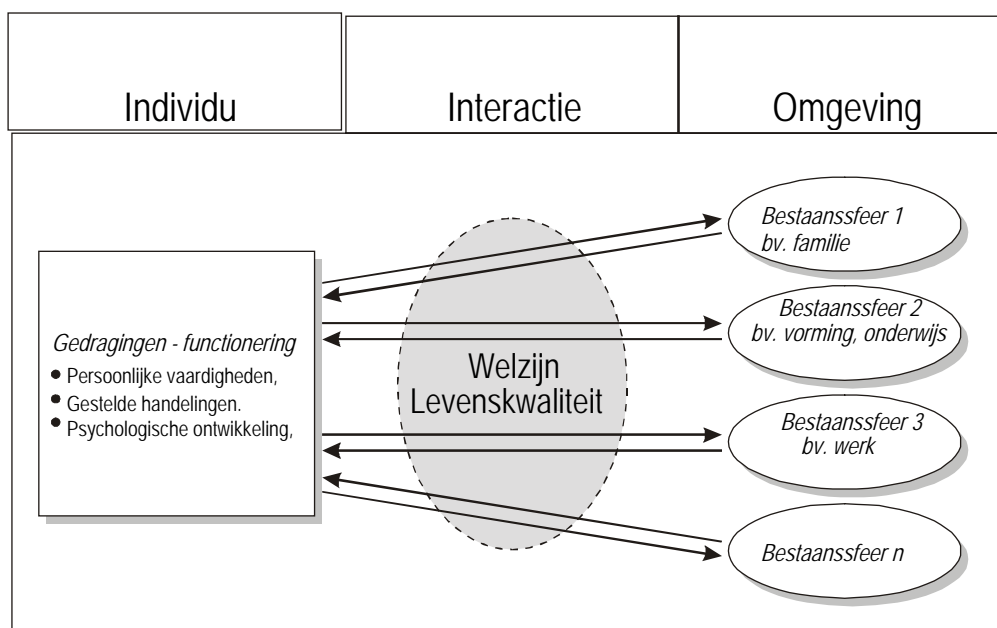 Individu
Interactie
Omgeving
Gedragingen - functionering
• Persoonlijke vaardigheden,
• Gestelde handelingen.
• Psychologische ontwikkeling,
Welzijn
Levenskwaliteit
Bestaanssfeer 1
bv. familie
Bestaanssfeer 2
bv. vorming, onderwijs
Bestaanssfeer 3
bv. werk
Bestaanssfeer n